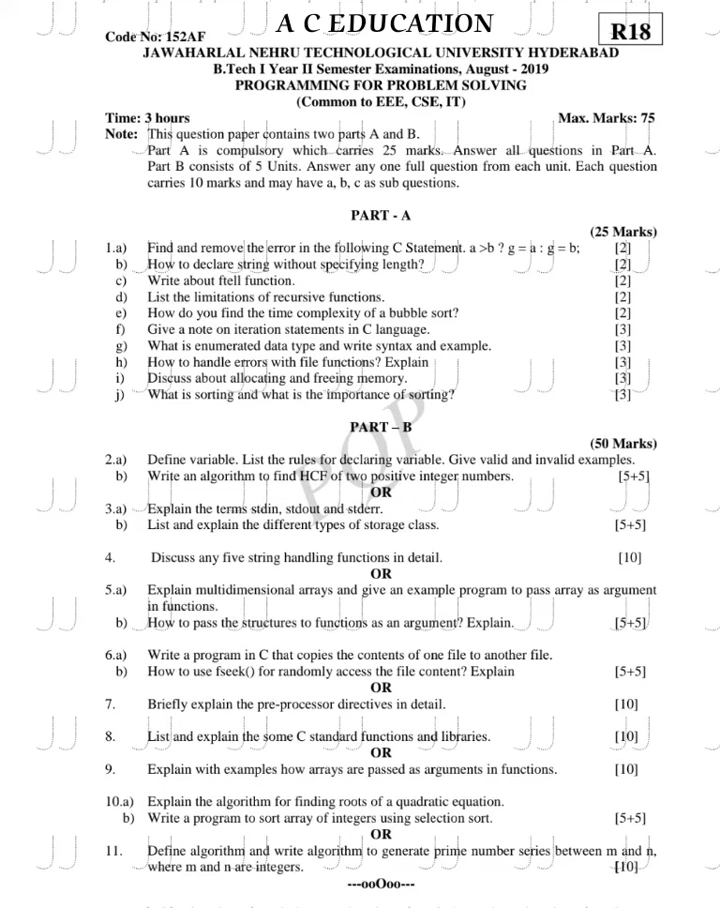 A C EDUCATION
Code No: 152AF
R18
JAWAHARLAL NEHRU TECHNOLOGICAL UNIVERSITY HYDERABAD
B.Tech I Year II Semester Examinations, August - 2019
PROGRAMMING FOR PROBLEM SOLVING
(Common to EEE, CSE, IT)
Time: 3 hours Max. Marks: 75
Note: This question paper contains two parts A and B.
Part A is compulsory which carries 25 marks. Answer all questions in Part A.
Part B consists of 5 Units. Answer any one full question from each unit. Each question
carries 10 marks and may have a, b, c as sub questions.
PART - A
(25 Marks)
1.a) Find and remove the error in the following C Statement. a >b ? g = a : g = b; [2]
b) How to declare string without specifying length? [2]
c) Write about ftell function. [2]
d) List the limitations of recursive functions. [2]
e) How do you find the time complexity of a bubble sort? [2]
f) Give a note on iteration statements in C language. [3]
g) What is enumerated data type and write syntax and example. [3]
h) How to handle errors with file functions? Explain [3]
i) Discuss about allocating and freeing memory. [3]
j) What is sorting and what is the importance of sorting? [3]
PART – B
(50 Marks)
2.a) Define variable. List the rules for declaring variable. Give valid and invalid examples.
b) Write an algorithm to find HCF of two positive integer numbers. [5+5]
OR
3.a) Explain the terms stdin, stdout and stderr.
b) List and explain the different types of storage class. [5+5]
4. Discuss any five string handling functions in detail. [10]
OR
5.a) Explain multidimensional arrays and give an example program to pass array as argument
in functions.
b) How to pass the structures to functions as an argument? Explain. [5+5]
6.a) Write a program in C that copies the contents of one file to another file.
b) How to use fseek() for randomly access the file content? Explain [5+5]
OR
7. Briefly explain the pre-processor directives in detail. [10]
8. List and explain the some C standard functions and libraries. [10]
OR
9. Explain with examples how arrays are passed as arguments in functions. [10]
10.a) Explain the algorithm for finding roots of a quadratic equation.
b) Write a program to sort array of integers using selection sort. [5+5]
OR
11. Define algorithm and write algorithm to generate prime number series between m and n,
where m and n are integers. [10]
---ooOoo---